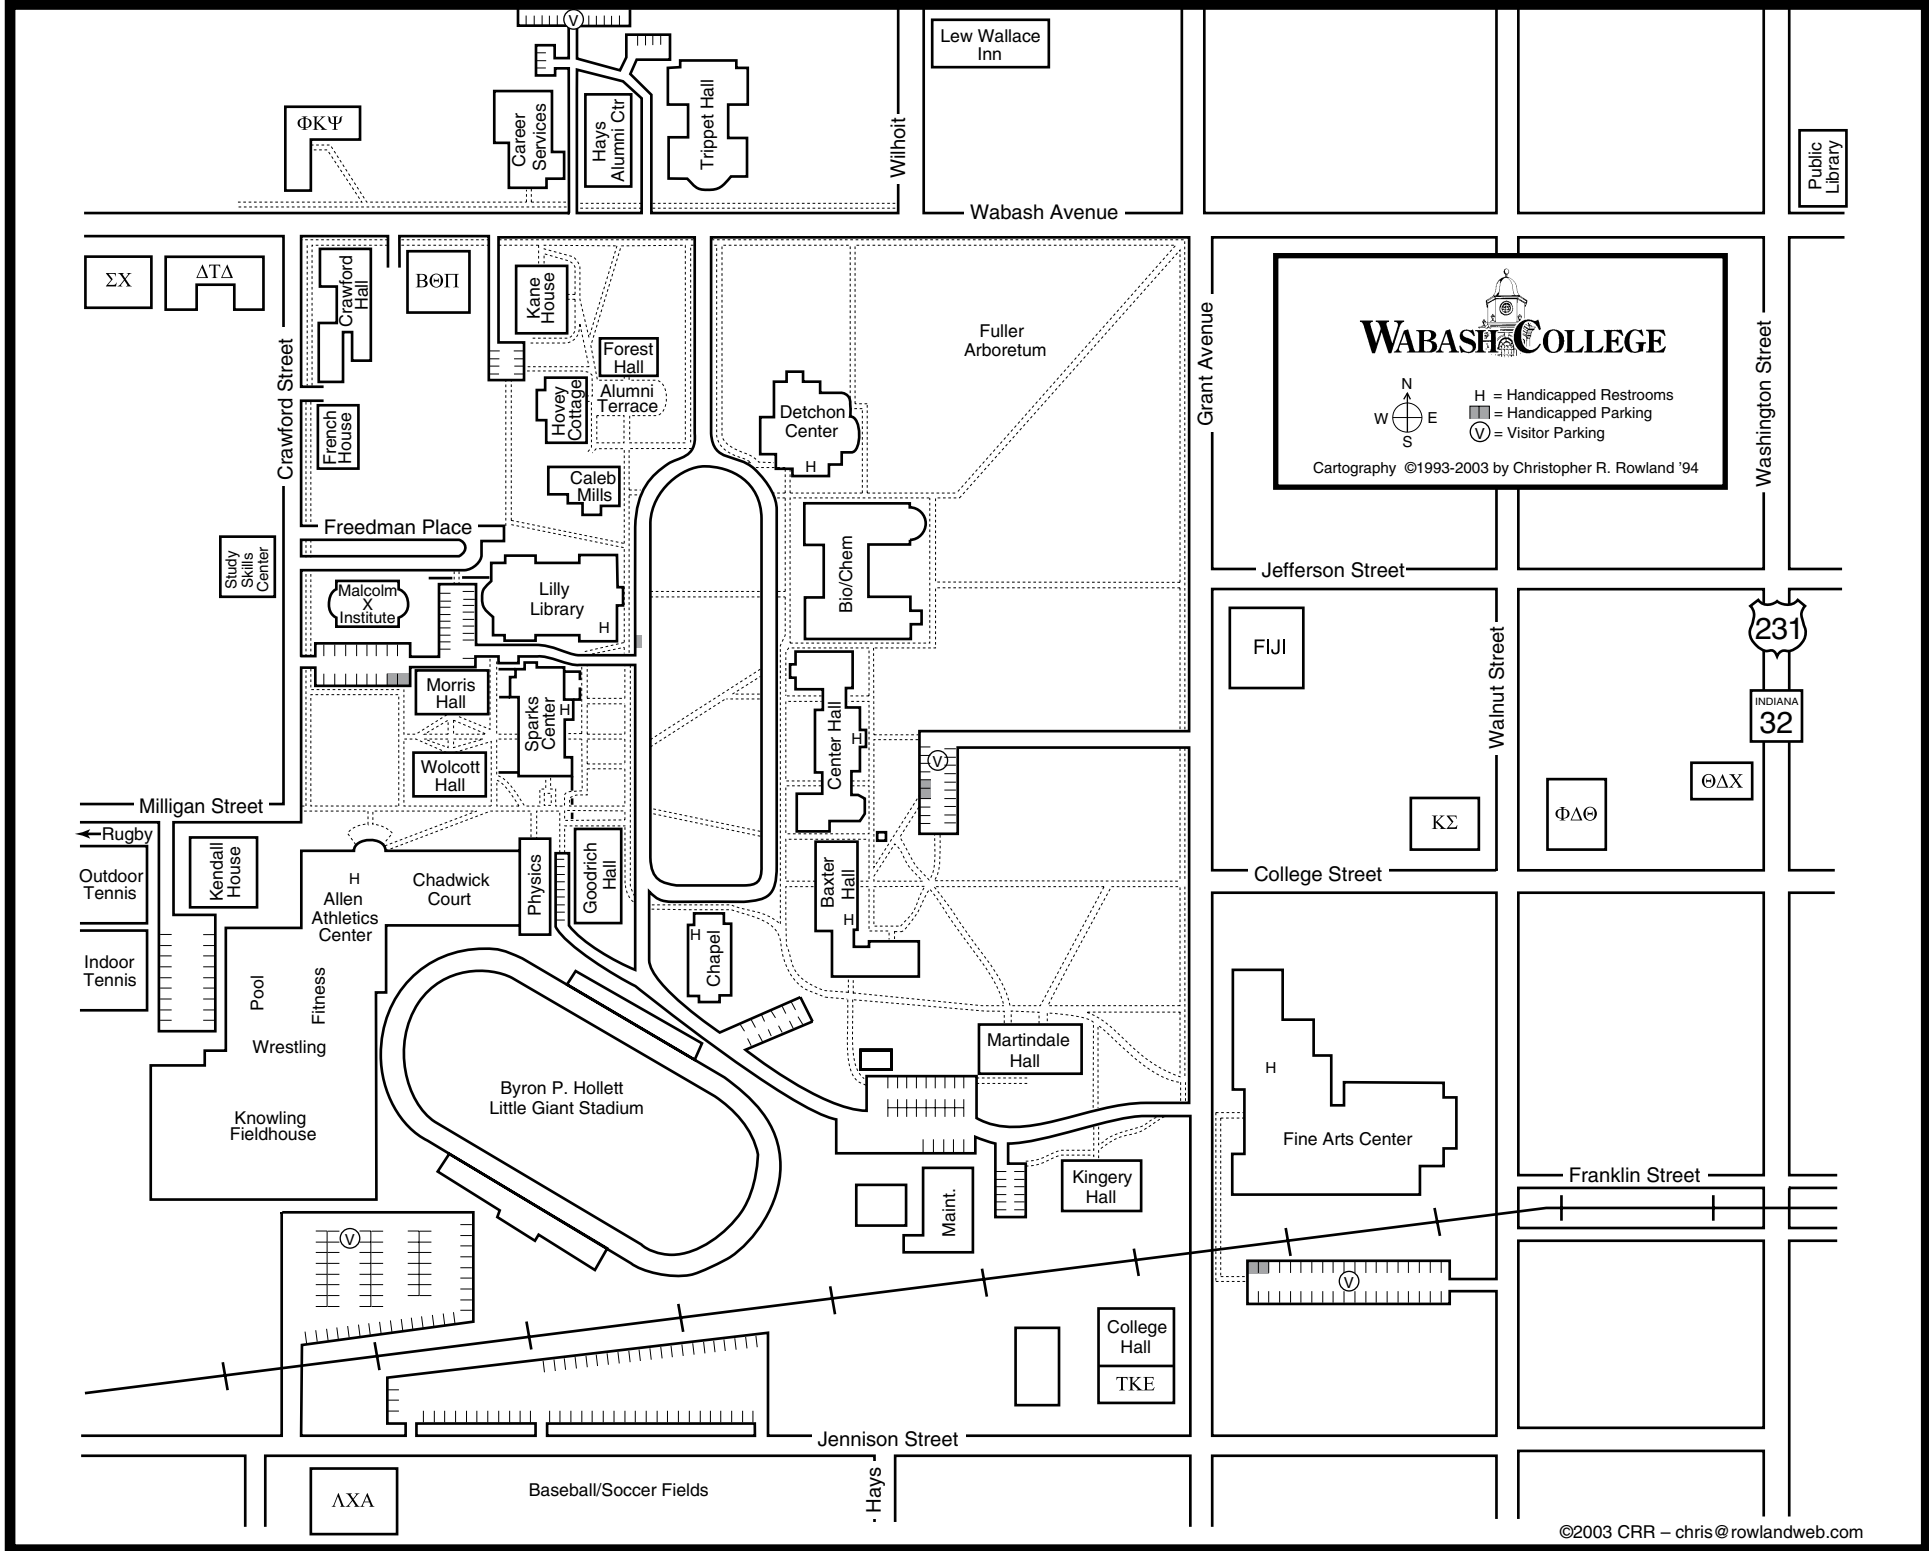 V
Lew Wallace
Inn
ΦΚΨ
Career
Services
Hays
Alumni Ctr
Trippet Hall
Wilhoit
Public
Library
Wabash Avenue
ΣΧ
ΔΤΔ
Crawford
Hall
ΒΘΠ
Kane
House
Fuller
Arboretum
Forest
Hall
Alumni
Terrace
Hovey
Cottage
Detchon
Center
H
Crawford Street
French
House
Caleb
Mills
Grant Avenue
WABASH COLLEGE
N
W
E
S
H = Handicapped Restrooms
= Handicapped Parking
V = Visitor Parking
Cartography ©1993-2003 by Christopher R. Rowland '94
Washington Street
Freedman Place
Study
Skills
Center
Malcolm
X
Institute
Lilly
Library
H
Bio/Chem
Jefferson Street
FIJI
231
INDIANA
32
Walnut Street
Morris
Hall
Sparks
Center
H
Center Hall
H
V
Wolcott
Hall
ΘΔΧ
ΚΣ
ΦΔΘ
Milligan Street
Rugby
Outdoor
Tennis
Kendall
House
H
Allen
Athletics
Center
Chadwick
Court
Physics
Goodrich
Hall
Baxter
Hall
H
College Street
Indoor
Tennis
Pool
Fitness
Wrestling
Chapel
H
Martindale
Hall
H
Knowling
Fieldhouse
Byron P. Hollett
Little Giant Stadium
Fine Arts Center
Franklin Street
Kingery
Hall
Maint.
V
V
College
Hall
TKE
Jennison Street
ΛΧΑ
Baseball/Soccer Fields
Hays
©2003 CRR – chris@rowlandweb.com